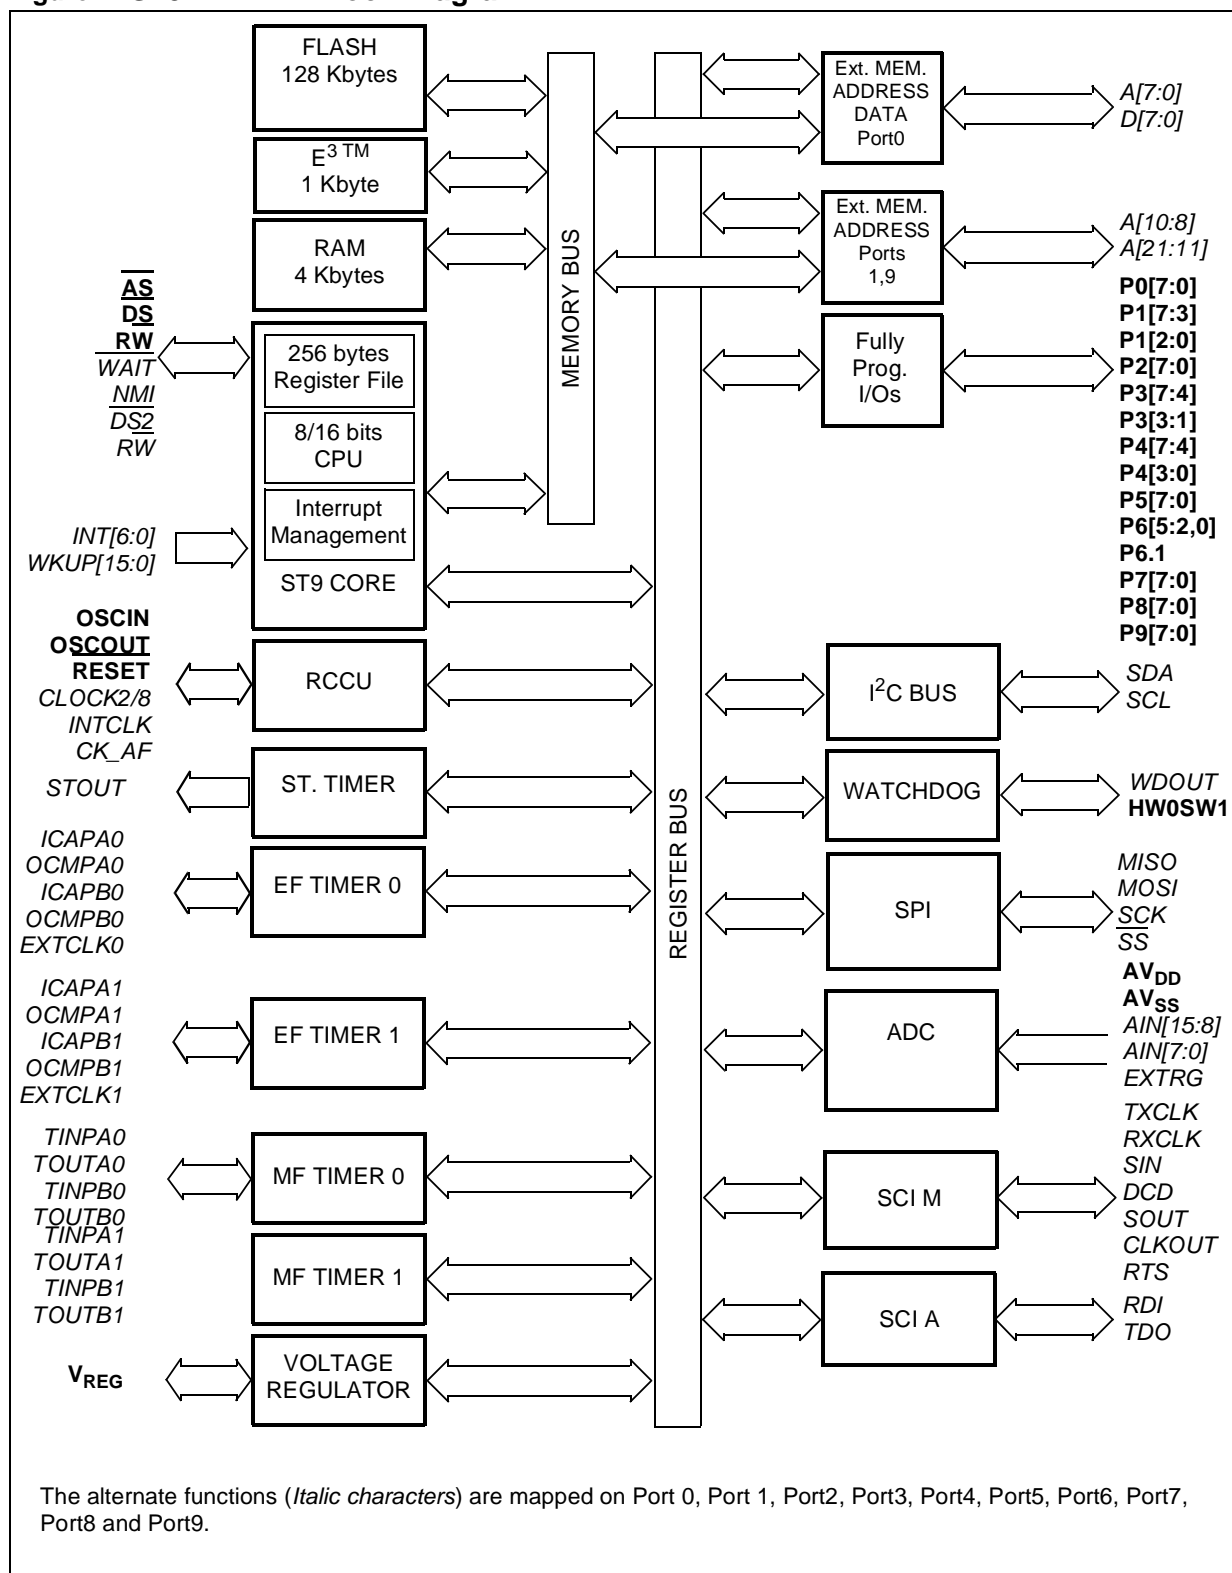 FLASH
128 Kbytes
E3 TM
1 Kbyte
RAM
4 Kbytes
AS
DS
RW
WAIT
NMI
DS2
RW
256 bytes
Register File
8/16 bits
CPU
Interrupt
Management
ST9 CORE
INT[6:0]
WKUP[15:0]
OSCIN
OSCOUT
RESET
CLOCK2/8
INTCLK
CK_AF
RCCU
STOUT
ST. TIMER
ICAPA0
OCMPA0
ICAPB0
OCMPB0
EXTCLK0
EF TIMER 0
ICAPA1
OCMPA1
ICAPB1
OCMPB1
EXTCLK1
EF TIMER 1
TINPA0
TOUTA0
TINPB0
TOUTB0
MF TIMER 0
TINPA1
TOUTA1
TINPB1
TOUTB1
MF TIMER 1
VREG
VOLTAGE
REGULATOR
MEMORY BUS
REGISTER BUS
Ext. MEM.
ADDRESS
DATA
Port0
A[7:0]
D[7:0]
Ext. MEM.
ADDRESS
Ports
1,9
A[10:8]
A[21:11]
Fully
Prog.
I/Os
P0[7:0]
P1[7:3]
P1[2:0]
P2[7:0]
P3[7:4]
P3[3:1]
P4[7:4]
P4[3:0]
P5[7:0]
P6[5:2,0]
P6.1
P7[7:0]
P8[7:0]
P9[7:0]
I2C BUS
SDA
SCL
WATCHDOG
WDOUT
HW0SW1
SPI
MISO
MOSI
SCK
SS
ADC
AVDD
AVSS
AIN[15:8]
AIN[7:0]
EXTRG
SCI M
TXCLK
RXCLK
SIN
DCD
SOUT
CLKOUT
RTS
SCI A
RDI
TDO
The alternate functions (Italic characters) are mapped on Port 0, Port 1, Port2, Port3, Port4, Port5, Port6, Port7,
Port8 and Port9.